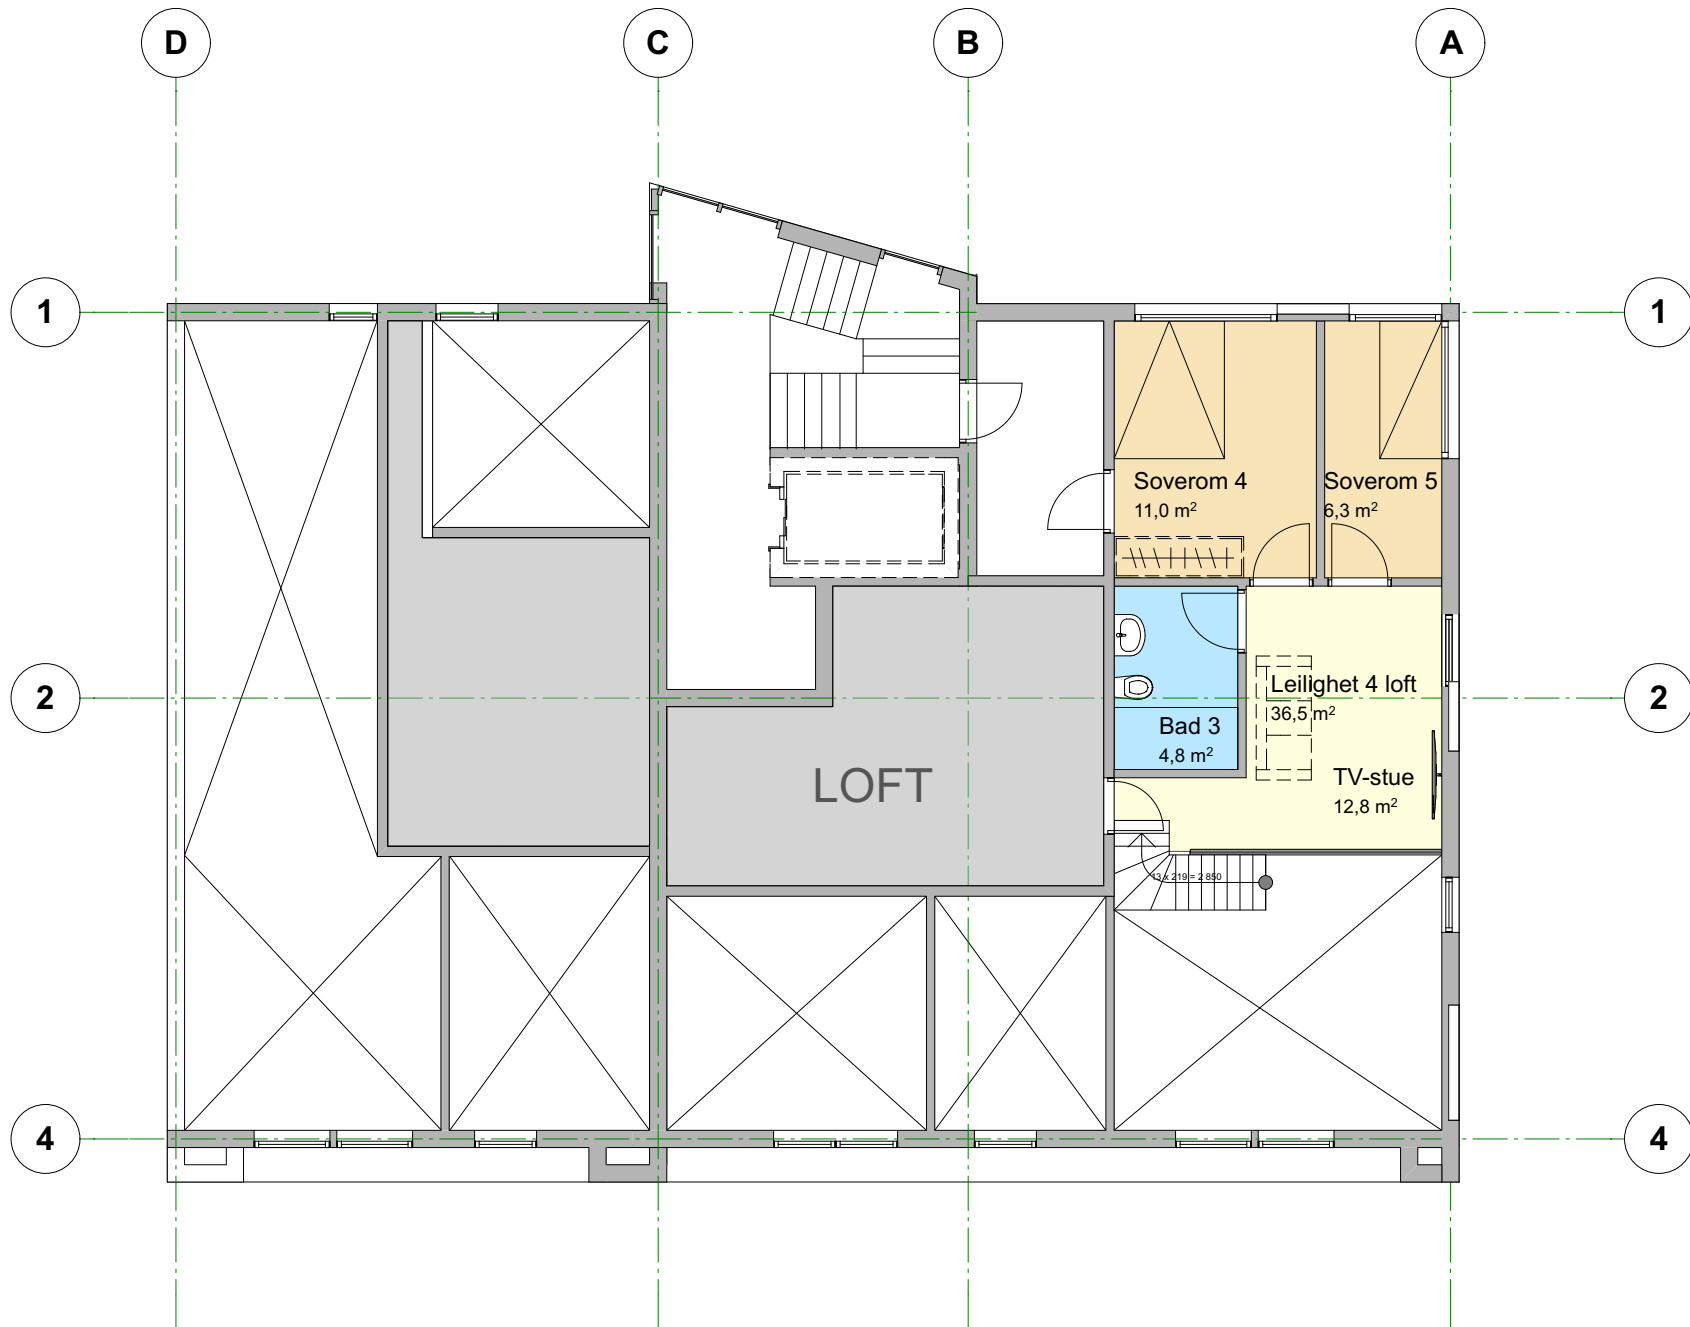 D
C
B
A
1
1
Soverom 4
11,0 m²
Soverom 5
6,3 m²
2
Leilighet 4 loft
36,5 m²
2
Bad 3
4,8 m²
LOFT
TV-stue
12,8 m²
13 x 219 = 2 850
4
4